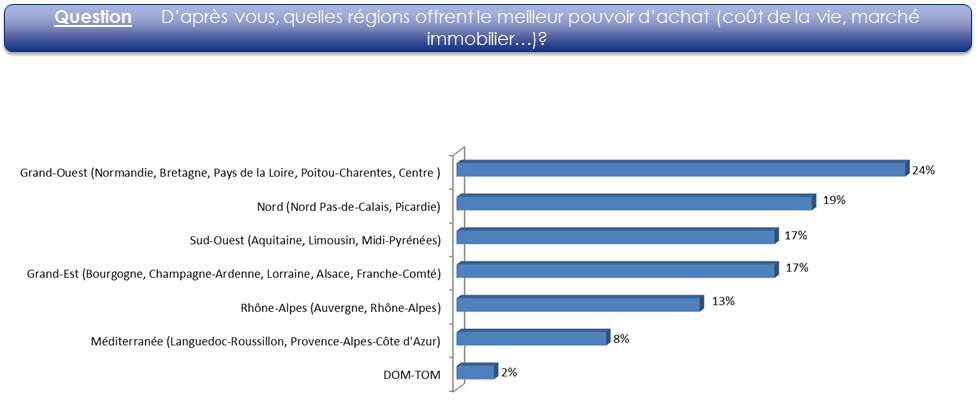 Question D’après vous, quelles régions offrent le meilleur pouvoir d’achat (coût de la vie, marché
immobilier…)?
Grand-Ouest (Normandie, Bretagne, Pays de la Loire, Poitou-Charentes, Centre ) 24%
Nord (Nord Pas-de-Calais, Picardie) 19%
Sud-Ouest (Aquitaine, Limousin, Midi-Pyrénées) 17%
Grand-Est (Bourgogne, Champagne-Ardenne, Lorraine, Alsace, Franche-Comté) 17%
Rhône-Alpes (Auvergne, Rhône-Alpes) 13%
Méditerranée (Languedoc-Roussillon, Provence-Alpes-Côte d'Azur) 8%
DOM-TOM 2%